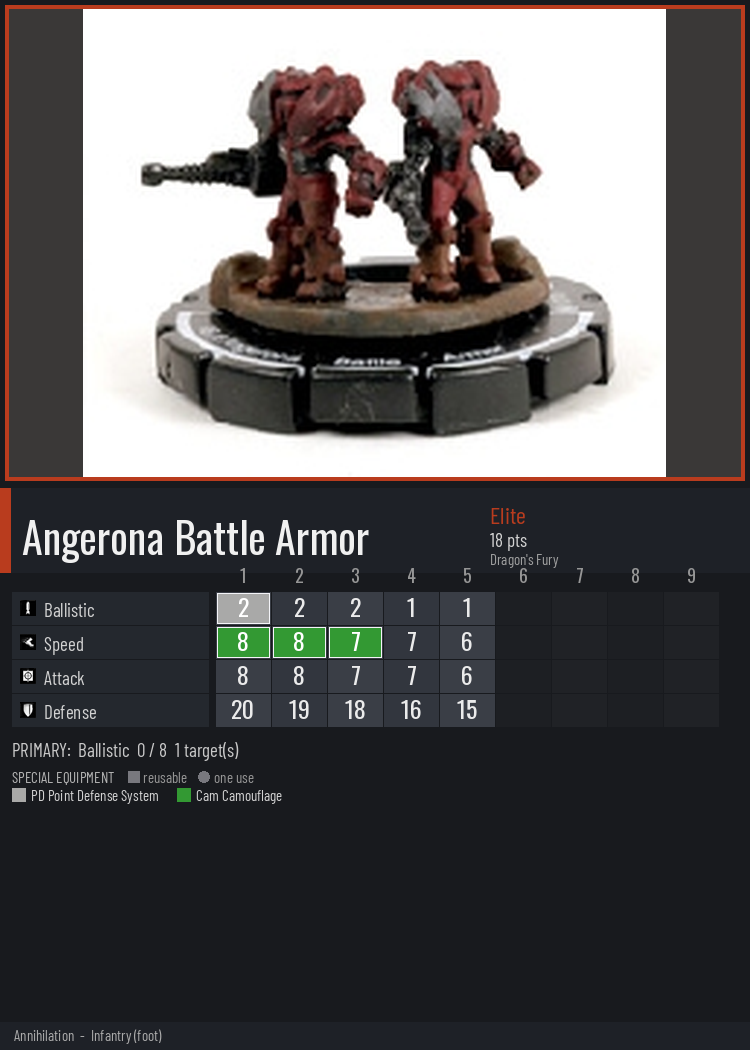 Battle
Angerona Battle Armor
Elite
18 pts
Dragon's Fury
1 2 3 4 5 6 7 8 9
Ballistic 2 2 2 1 1
Speed 8 8 7 7 6
Attack 8 8 7 7 6
Defense 20 19 18 16 15
PRIMARY: Ballistic 0 / 8 1 target(s)
SPECIAL EQUIPMENT reusable one use
PD Point Defense System Cam Camouflage
Annihilation - Infantry (foot)